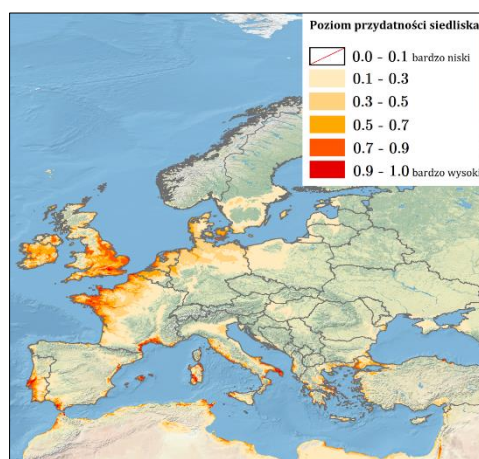 Poziom przydatności siedliska
0.0 - 0.1 bardzo niski
0.1 - 0.3
0.3 - 0.5
0.5 - 0.7
0.7 - 0.9
0.9 - 1.0 bardzo wysoki